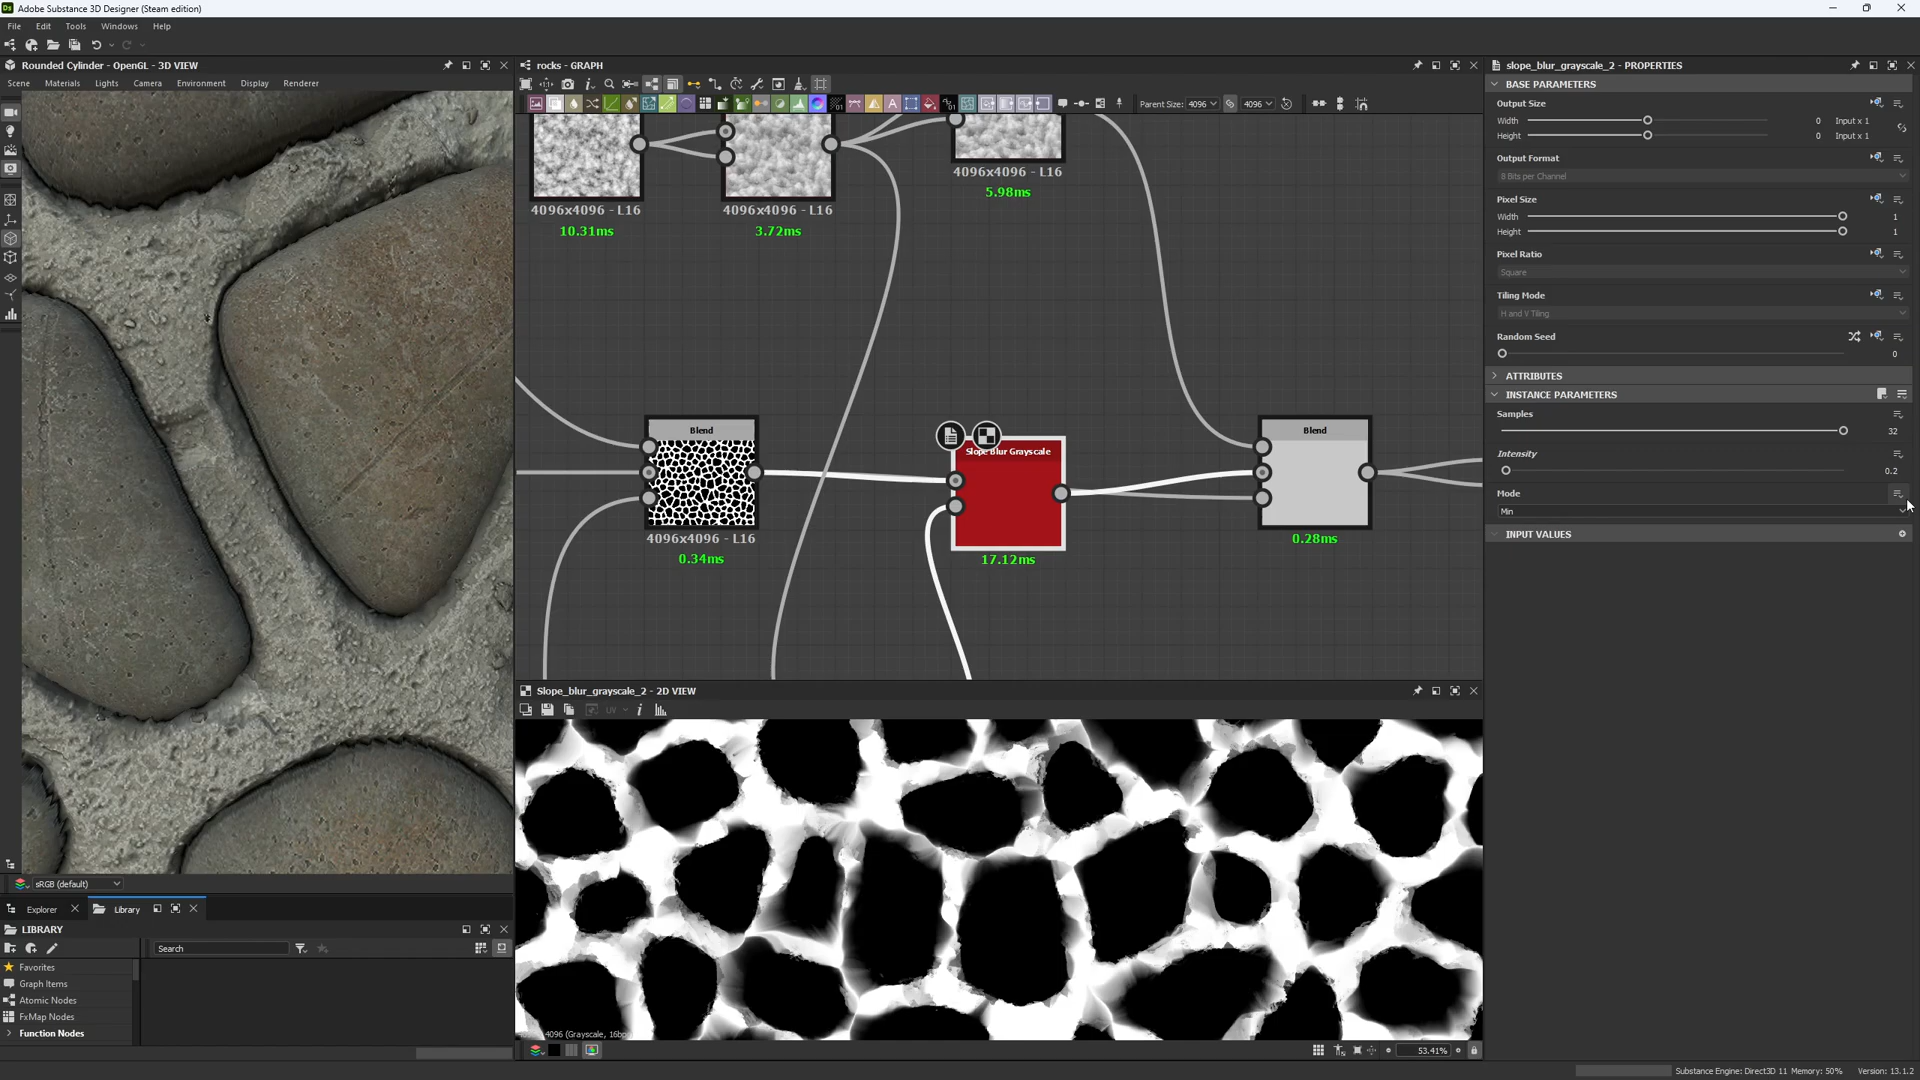 Adobe Substance 3D Designer (Steam edition)
File Edit Tools Windows Help
Rounded Cylinder - OpenGL - 3D VIEW
Scene Materials Lights Camera Environment Display Renderer
sRGB (default)
Explorer
Library
LIBRARY
Search
Favorites
Graph Items
Atomic Nodes
FxMap Nodes
Function Nodes
rocks - GRAPH
Parent Size: 4096 4096
4096x4096 - L16
10.31ms
4096x4096 - L16
3.72ms
4096x4096 - L16
5.98ms
Blend
4096x4096 - L16
0.34ms
Slope Blur Grayscale
17.12ms
Blend
0.28ms
Slope_blur_grayscale_2 - 2D VIEW
UV
53.41%
slope_blur_grayscale_2 - PROPERTIES
BASE PARAMETERS
Output Size
Width 0 Input x 1
Height 0 Input x 1
Output Format
8 Bits per Channel
Pixel Size
Width 1
Height 1
Pixel Ratio
Square
Tiling Mode
H and V Tiling
Random Seed
0
ATTRIBUTES
INSTANCE PARAMETERS
Samples
32
Intensity
0.2
Mode
Min
INPUT VALUES
Substance Engine: Direct3D 11 Memory: 50% Version: 13.1.2